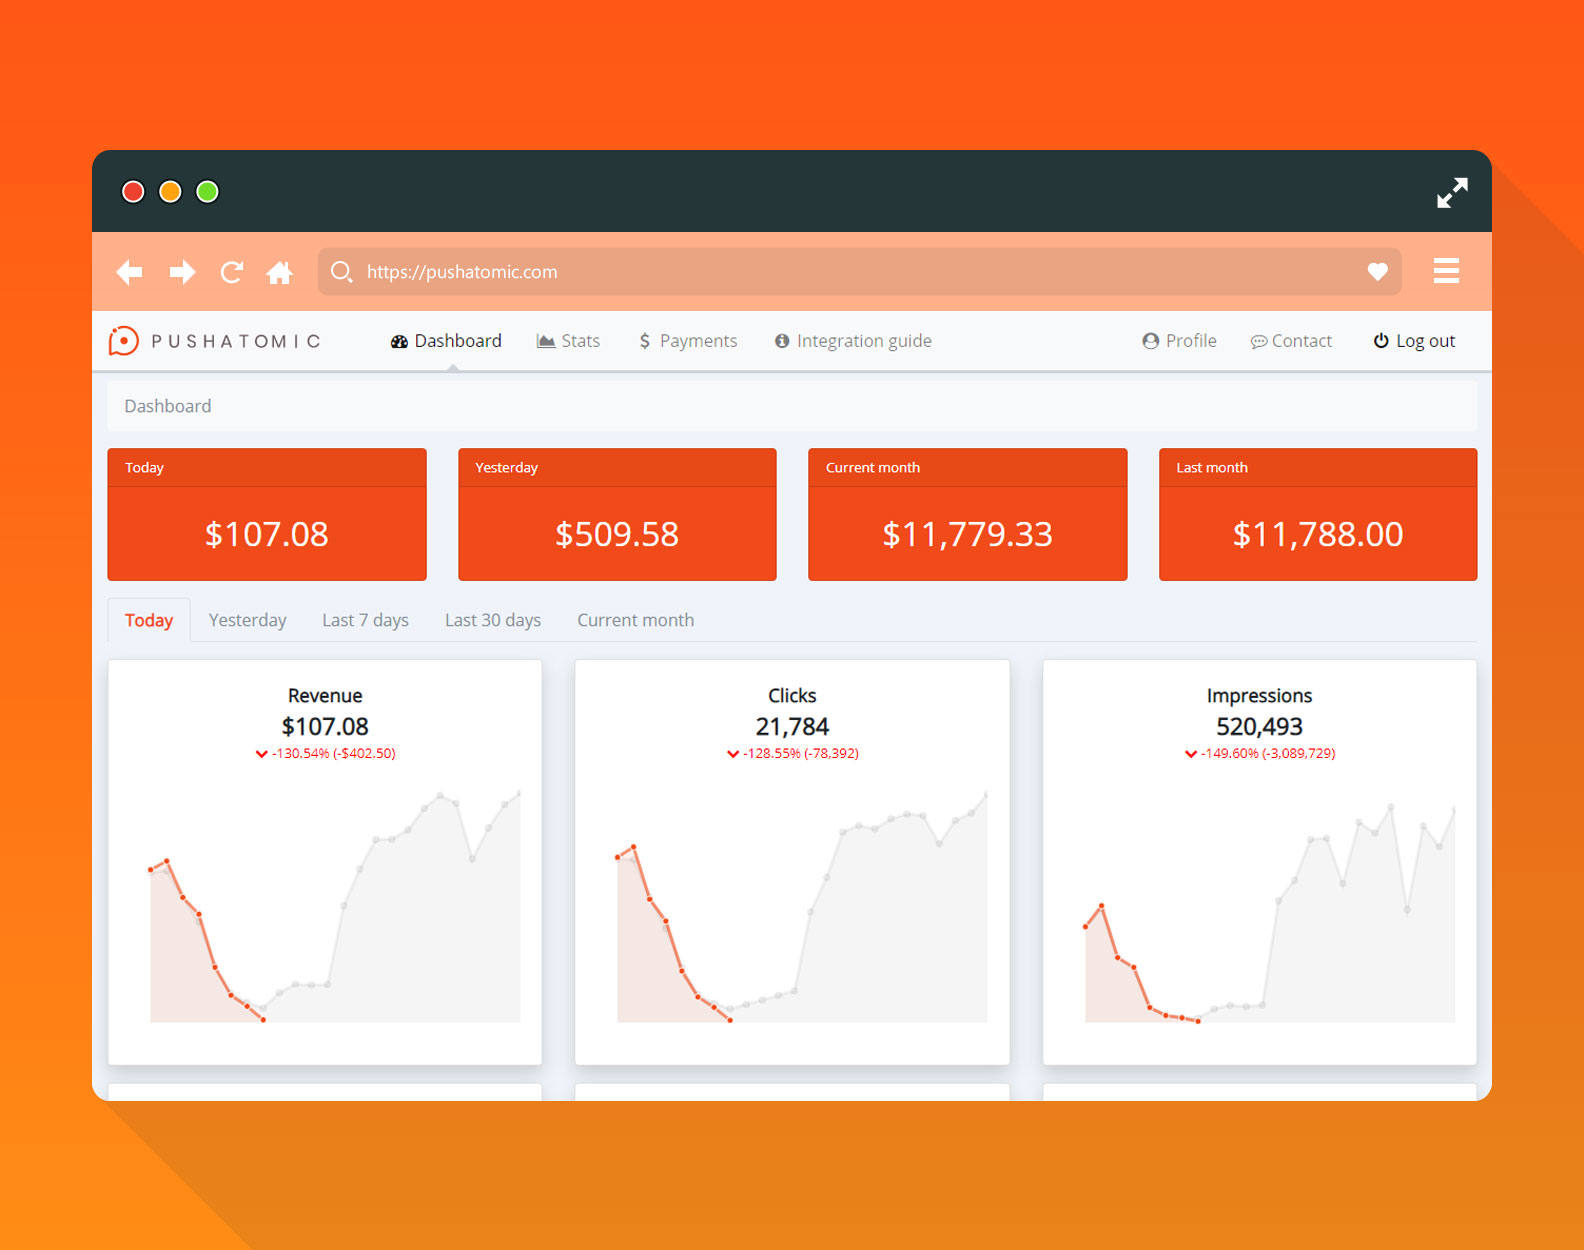 https://pushatomic.com
PUSHATOMIC Dashboard Stats $ Payments Integration guide Profile Contact Log out
Dashboard
Today Yesterday Current month Last month
$107.08 $509.58 $11,779.33 $11,788.00
Today Yesterday Last 7 days Last 30 days Current month
Revenue Clicks Impressions
$107.08 21,784 520,493
-130.54% (-$402.50) -128.55% (-78,392) -149.60% (-3,089,729)